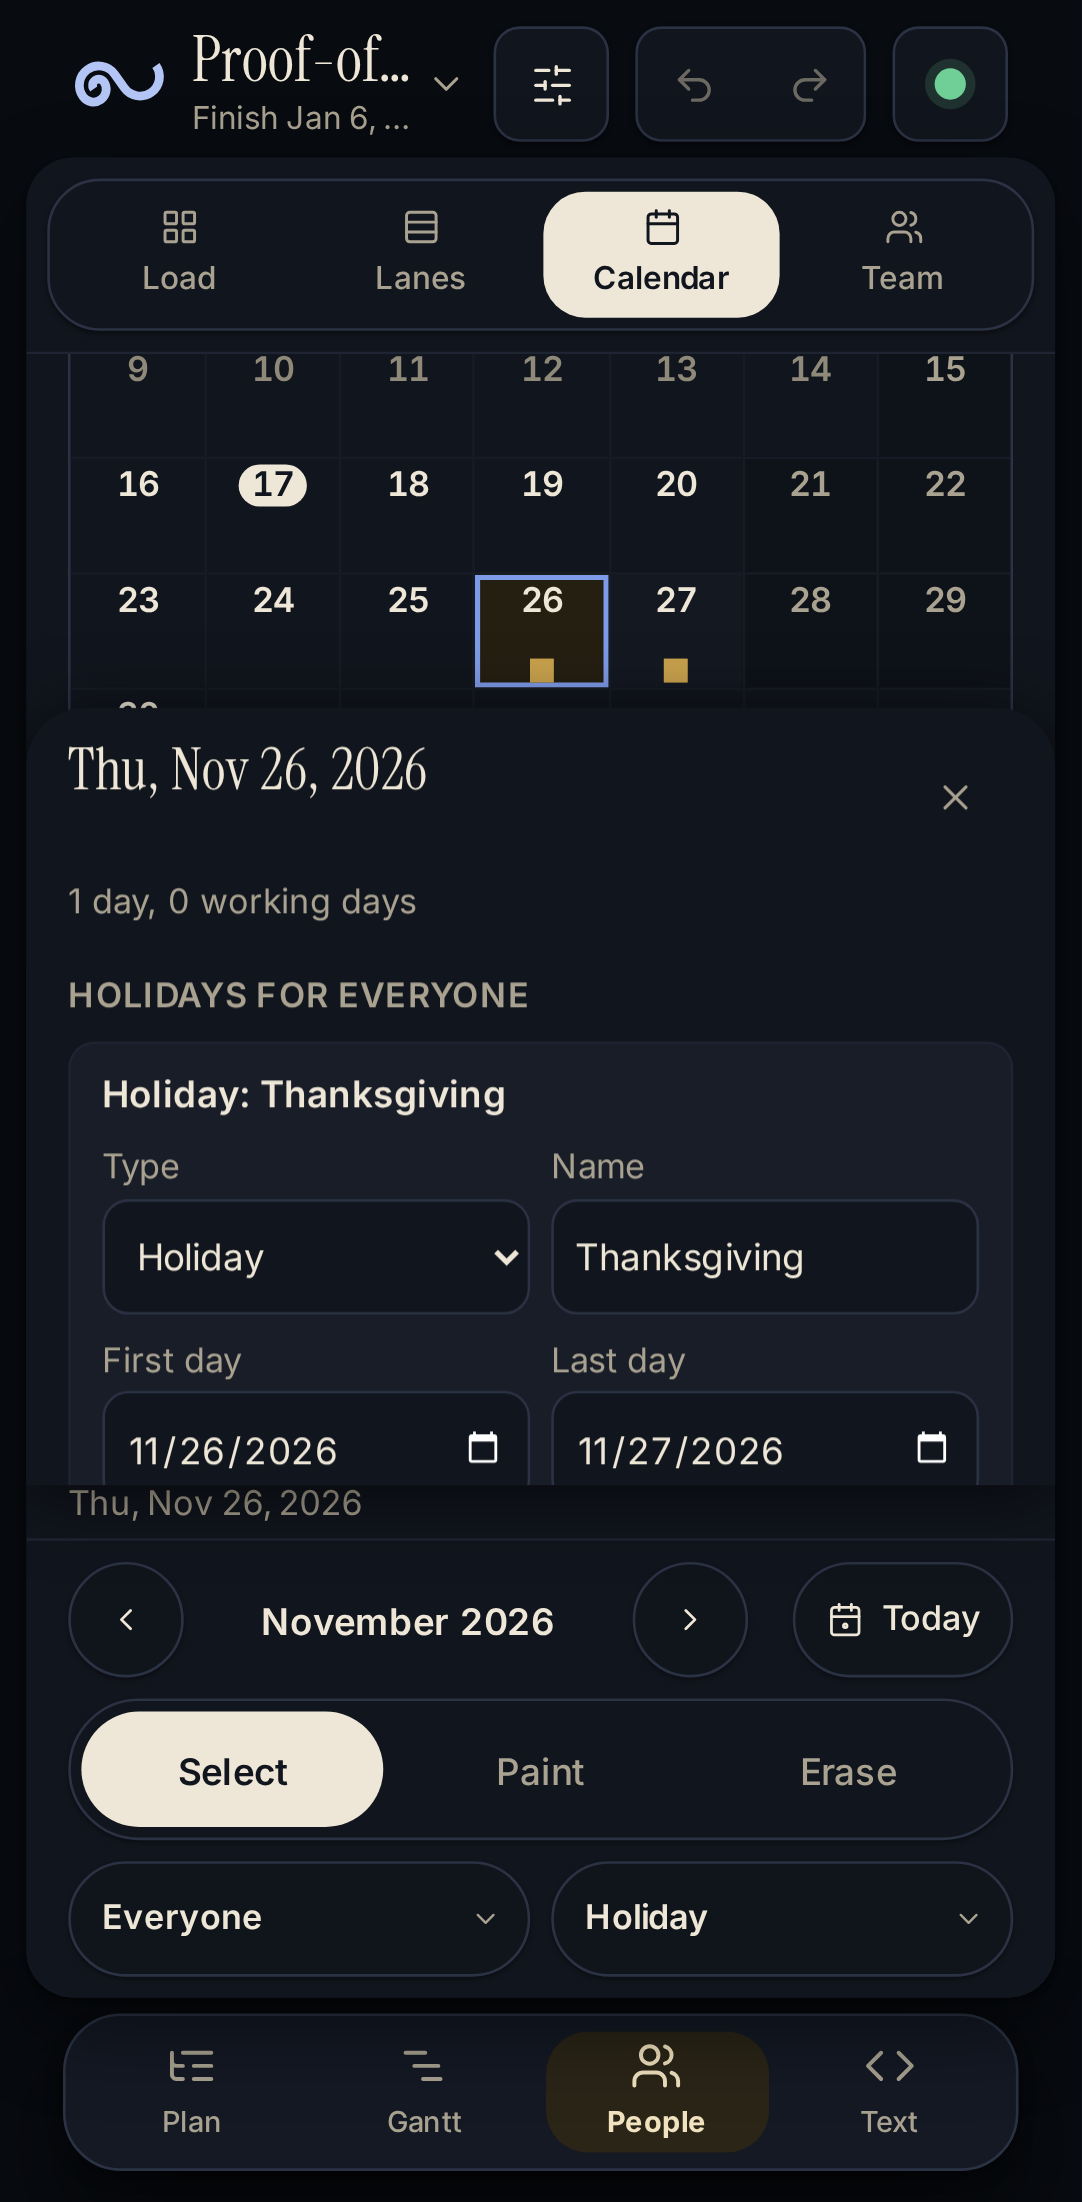 Proof-of…
Finish Jan 6, …
Load
Lanes
Calendar
Team
9 10 11 12 13 14 15
16 17 18 19 20 21 22
23 24 25 26 27 28 29
Thu, Nov 26, 2026
1 day, 0 working days
HOLIDAYS FOR EVERYONE
Holiday: Thanksgiving
Type Name
Holiday Thanksgiving
First day Last day
11/26/2026 11/27/2026
Thu, Nov 26, 2026
November 2026 Today
Select Paint Erase
Everyone Holiday
Plan Gantt People Text